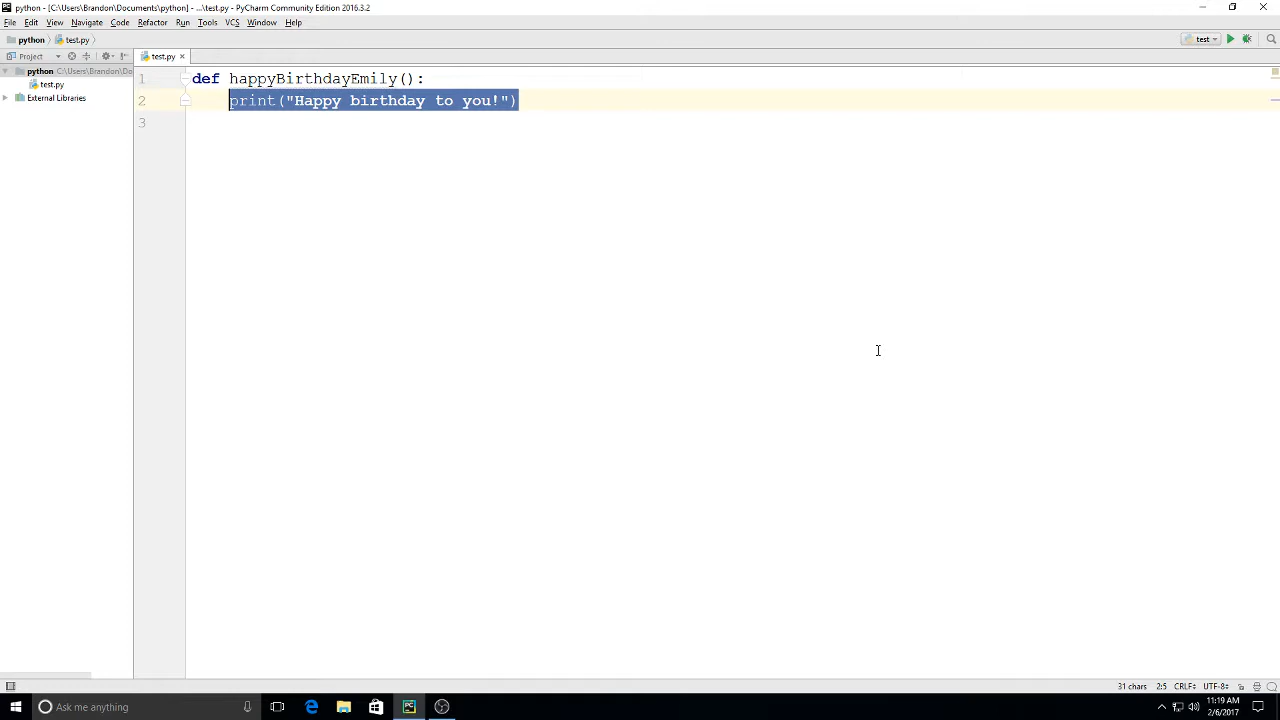 python - [C:\Users\Brandon\Documents\python] - ...\test.py - PyCharm Community Edition 2016.3.2
File Edit View Navigate Code Refactor Run Tools VCS Window Help
python test.py test
Project test.py
python C:\Users\Brandon\Do
test.py
External Libraries
1 def happyBirthdayEmily():
2 print("Happy birthday to you!")
3
31 chars 2:5 CRLF÷ UTF-8÷
Ask me anything
11:19 AM
2/6/2017